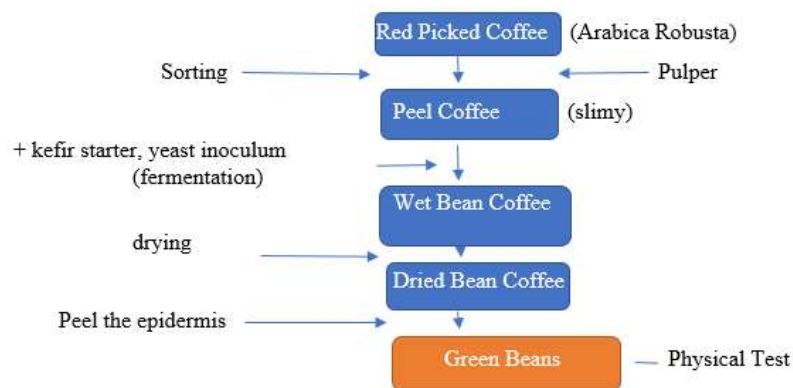 Red Picked Coffee (Arabica Robusta)
Sorting Pulper
Peel Coffee (slimy)
+ kefir starter, yeast inoculum
(fermentation)
Wet Bean Coffee
drying
Dried Bean Coffee
Peel the epidermis
Green Beans Physical Test